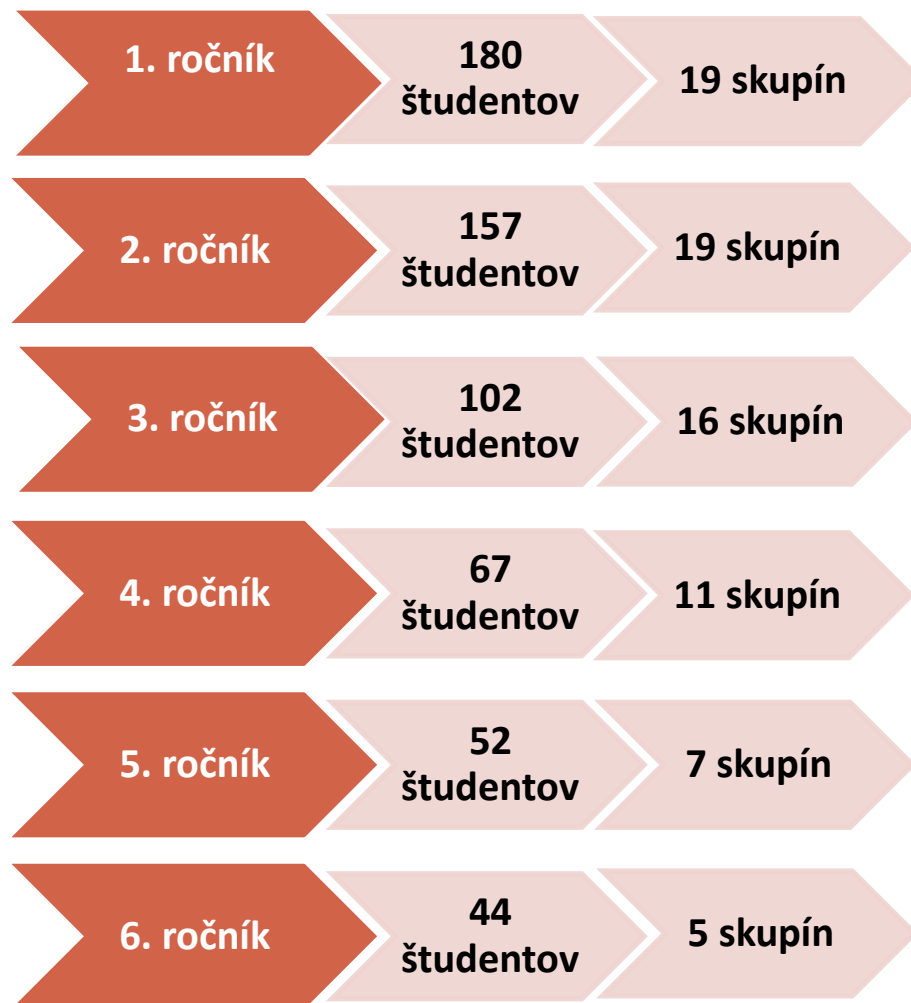 1. ročník
180
študentov
19 skupín
2. ročník
157
študentov
19 skupín
3. ročník
102
študentov
16 skupín
4. ročník
67
študentov
11 skupín
5. ročník
52
študentov
7 skupín
6. ročník
44
študentov
5 skupín